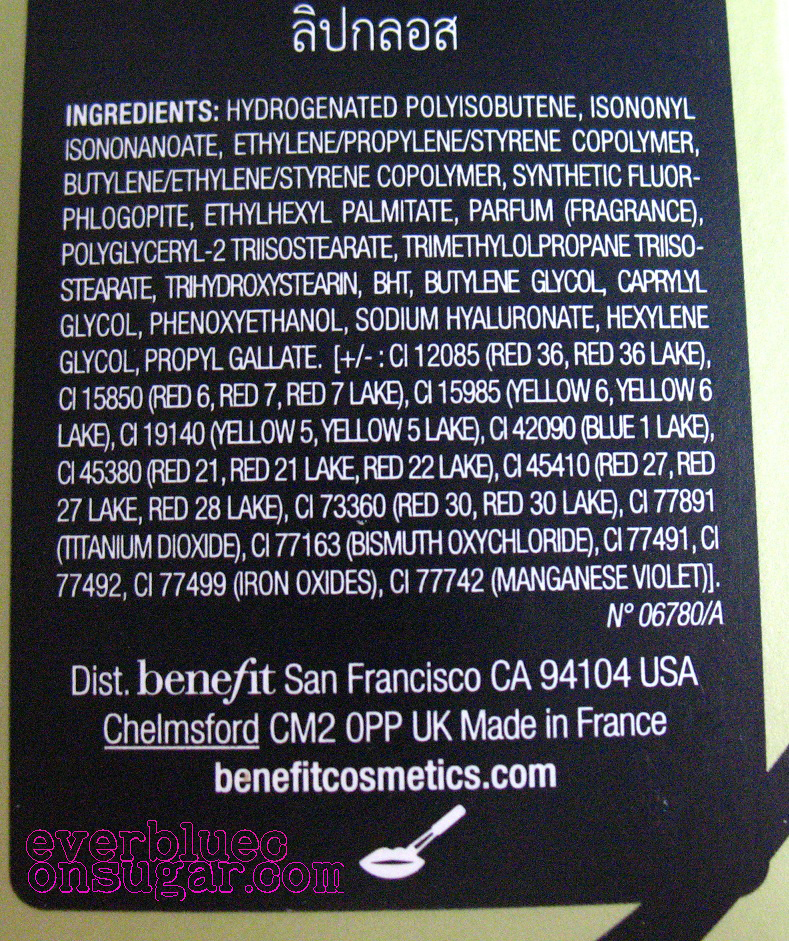 ลิปกลอส
INGREDIENTS: HYDROGENATED POLYISOBUTENE, ISONONYL
ISONONANOATE, ETHYLENE/PROPYLENE/STYRENE COPOLYMER,
BUTYLENE/ETHYLENE/STYRENE COPOLYMER, SYNTHETIC FLUOR-
PHLOGOPITE, ETHYLHEXYL PALMITATE, PARFUM (FRAGRANCE),
POLYGLYCERYL-2 TRIISOSTEARATE, TRIMETHYLOLPROPANE TRIISO-
STEARATE, TRIHYDROXYSTEARIN, BHT, BUTYLENE GLYCOL, CAPRYLYL
GLYCOL, PHENOXYETHANOL, SODIUM HYALURONATE, HEXYLENE
GLYCOL, PROPYL GALLATE. [+/- : CI 12085 (RED 36, RED 36 LAKE),
CI 15850 (RED 6, RED 7, RED 7 LAKE), CI 15985 (YELLOW 6, YELLOW 6
LAKE), CI 19140 (YELLOW 5, YELLOW 5 LAKE), CI 42090 (BLUE 1 LAKE),
CI 45380 (RED 21, RED 21 LAKE, RED 22 LAKE), CI 45410 (RED 27, RED
27 LAKE, RED 28 LAKE), CI 73360 (RED 30, RED 30 LAKE), CI 77891
(TITANIUM DIOXIDE), CI 77163 (BISMUTH OXYCHLORIDE), CI 77491, CI
77492, CI 77499 (IRON OXIDES), CI 77742 (MANGANESE VIOLET)].
N° 06780/A
Dist. benefit San Francisco CA 94104 USA
Chelmsford CM2 0PP UK Made in France
benefitcosmetics.com
everbluec
onsugar.com